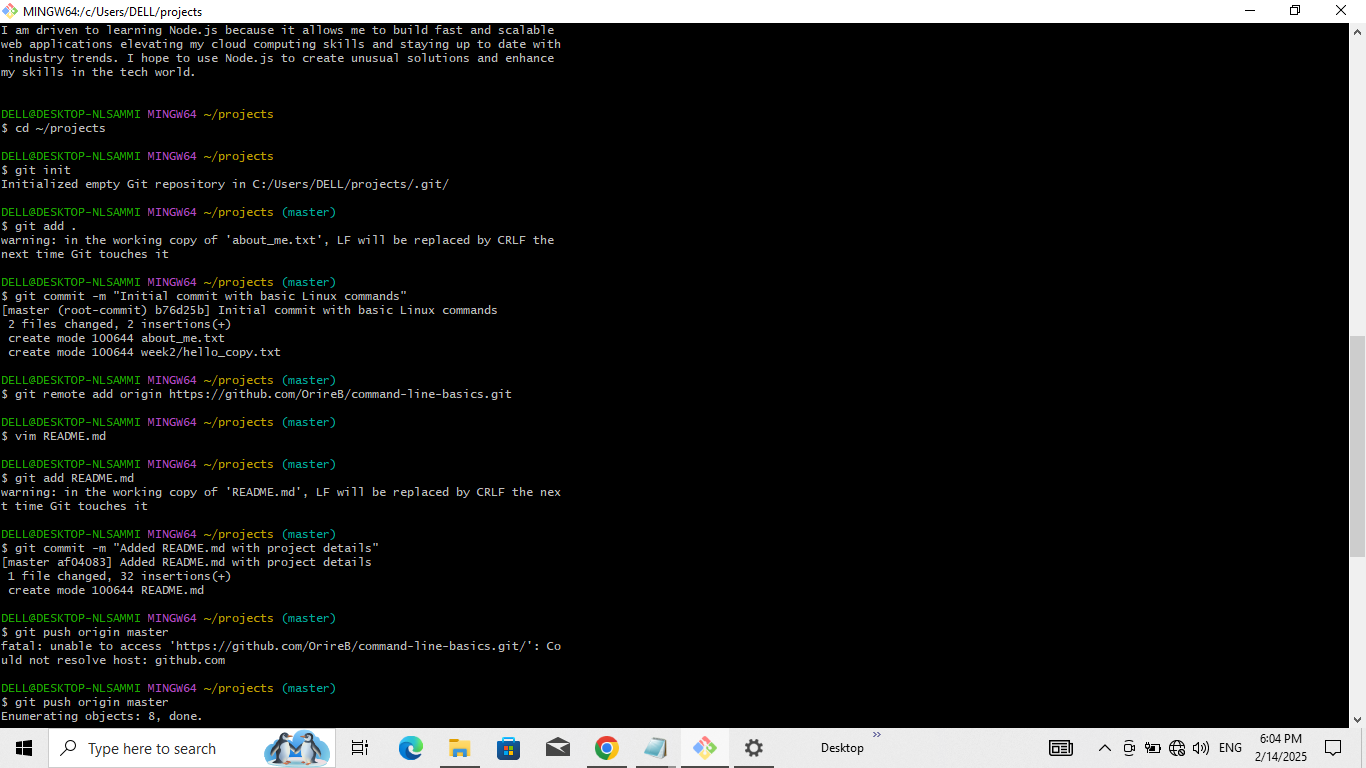 MINGW64:/c/Users/DELL/projects
I am driven to learning Node.js because it allows me to build fast and scalable
web applications elevating my cloud computing skills and staying up to date with
industry trends. I hope to use Node.js to create unusual solutions and enhance
my skills in the tech world.
DELL@DESKTOP-NLSAMMI MINGW64 ~/projects
$ cd ~/projects
DELL@DESKTOP-NLSAMMI MINGW64 ~/projects
$ git init
Initialized empty Git repository in C:/Users/DELL/projects/.git/
DELL@DESKTOP-NLSAMMI MINGW64 ~/projects (master)
$ git add .
warning: in the working copy of 'about_me.txt', LF will be replaced by CRLF the
next time Git touches it
DELL@DESKTOP-NLSAMMI MINGW64 ~/projects (master)
$ git commit -m "Initial commit with basic Linux commands"
[master (root-commit) b76d25b] Initial commit with basic Linux commands
2 files changed, 2 insertions(+)
create mode 100644 about_me.txt
create mode 100644 week2/hello_copy.txt
DELL@DESKTOP-NLSAMMI MINGW64 ~/projects (master)
$ git remote add origin https://github.com/OrireB/command-line-basics.git
DELL@DESKTOP-NLSAMMI MINGW64 ~/projects (master)
$ vim README.md
DELL@DESKTOP-NLSAMMI MINGW64 ~/projects (master)
$ git add README.md
warning: in the working copy of 'README.md', LF will be replaced by CRLF the nex
t time Git touches it
DELL@DESKTOP-NLSAMMI MINGW64 ~/projects (master)
$ git commit -m "Added README.md with project details"
[master af04083] Added README.md with project details
1 file changed, 32 insertions(+)
create mode 100644 README.md
DELL@DESKTOP-NLSAMMI MINGW64 ~/projects (master)
$ git push origin master
fatal: unable to access 'https://github.com/OrireB/command-line-basics.git/': Co
uld not resolve host: github.com
DELL@DESKTOP-NLSAMMI MINGW64 ~/projects (master)
$ git push origin master
Enumerating objects: 8, done.
Type here to search
Desktop
ENG
6:04 PM
2/14/2025